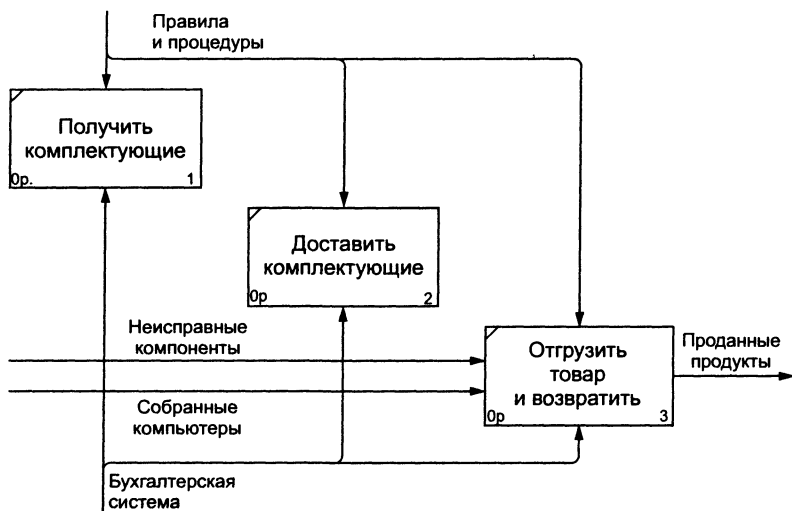 Правила
и процедуры
Получить
комплектующие
0р. 1
Доставить
комплектующие
0р 2
Неисправные
компоненты
Отгрузить
товар
и возвратить
0р 3
Проданные
продукты
Собранные
компьютеры
Бухгалтерская
система